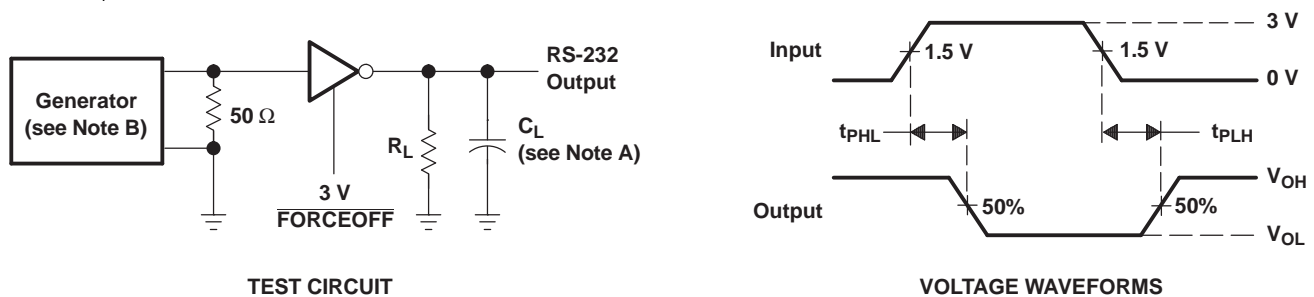 Generator
(see Note B)
50 Ω
3 V
FORCEOFF
R_L
C_L
(see Note A)
RS-232
Output
TEST CIRCUIT
Input
1.5 V
1.5 V
3 V
0 V
t_PHL
t_PLH
Output
50%
50%
V_OH
V_OL
VOLTAGE WAVEFORMS